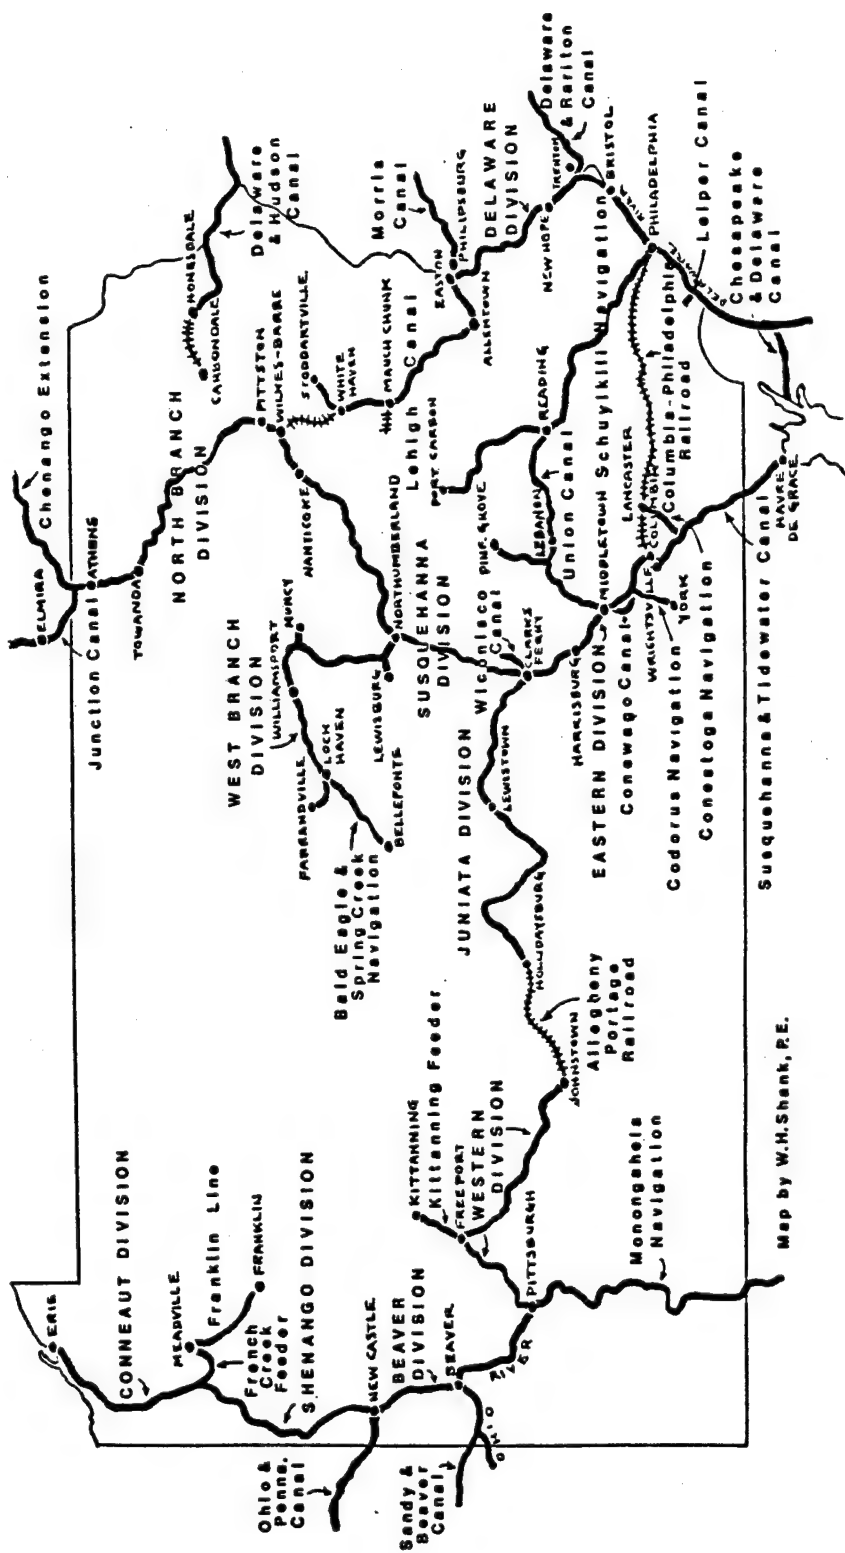 ERIE
CONNEAUT DIVISION
MEADVILLE
Franklin Line
FRANKLIN
French
Creek
Feeder
SHENANGO DIVISION
NEW CASTLE
Ohio &
Penna.
Canal
BEAVER
DIVISION
BEAVER
Sandy &
Beaver
Canal
OHIO
RIVER
PITTSBURGH
Monongahela
Navigation
KITTANNING
Kittanning Feeder
FREEPORT
WESTERN
DIVISION
JOHNSTOWN
Allegheny
Portage
Railroad
HOLLIDAYSBURG
JUNIATA DIVISION
LEWISTOWN
Bald Eagle &
Spring Creek
Navigation
BELLEFONTE
FARRANDVILLE
LOCK
HAVEN
WEST BRANCH
DIVISION
WILLIAMSPORT
MUNCY
LEWISBURG
NORTHUMBERLAND
SUSQUEHANNA
DIVISION
Wiconisco
Canal
CLARKS
FERRY
HARRISBURG
EASTERN DIVISION
MIDDLETOWN
Conewago Canal
WRIGHTSVILLE
YORK
Codorus Navigation
Conestoga Navigation
Susquehanna & Tidewater Canal
HAVRE
DE GRACE
COLUMBIA
LANCASTER
Columbia-Philadelphia
Railroad
Union Canal
LEBANON
PINE GROVE
READING
PORT CARBON
Schuylkill Navigation
ELMIRA
Junction Canal
ATHENS
Chenango Extension
TOWANDA
NORTH BRANCH
DIVISION
PITTSTON
WILKES-BARRE
NANTICOKE
STODDARTVILLE
WHITE
HAVEN
MAUCH CHUNK
Lehigh
Canal
ALLENTOWN
EASTON
PHILIPSBURG
Morris
Canal
CARBONDALE
HONESDALE
Delaware
& Hudson
Canal
DELAWARE
DIVISION
NEW HOPE
TRENTON
Delaware
& Rariton
Canal
BRISTOL
PHILADELPHIA
DELAWARE
RIVER
Leiper Canal
Chesapeake
& Delaware
Canal
Map by W.H.Shank, P.E.